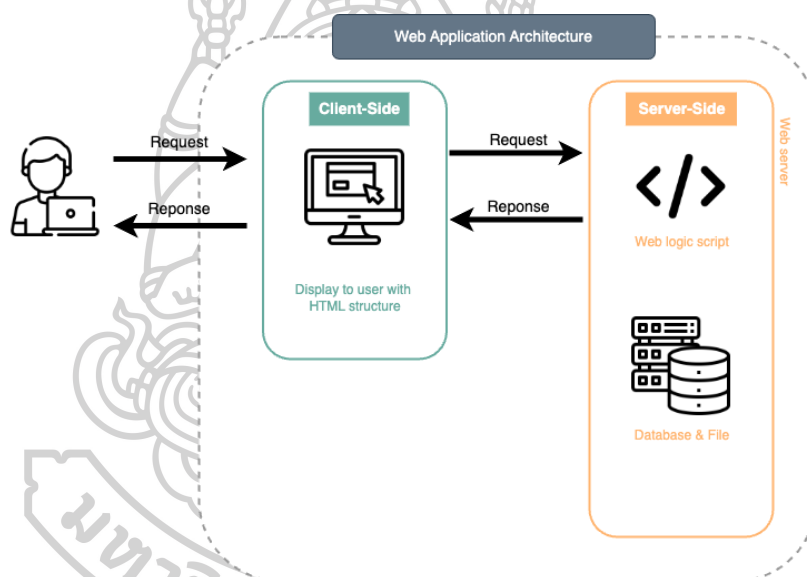 Web Application Architecture
Client-Side
Server-Side
Web server
Request
Request
Reponse
Reponse
Web logic script
Display to user with
HTML structure
Database & File